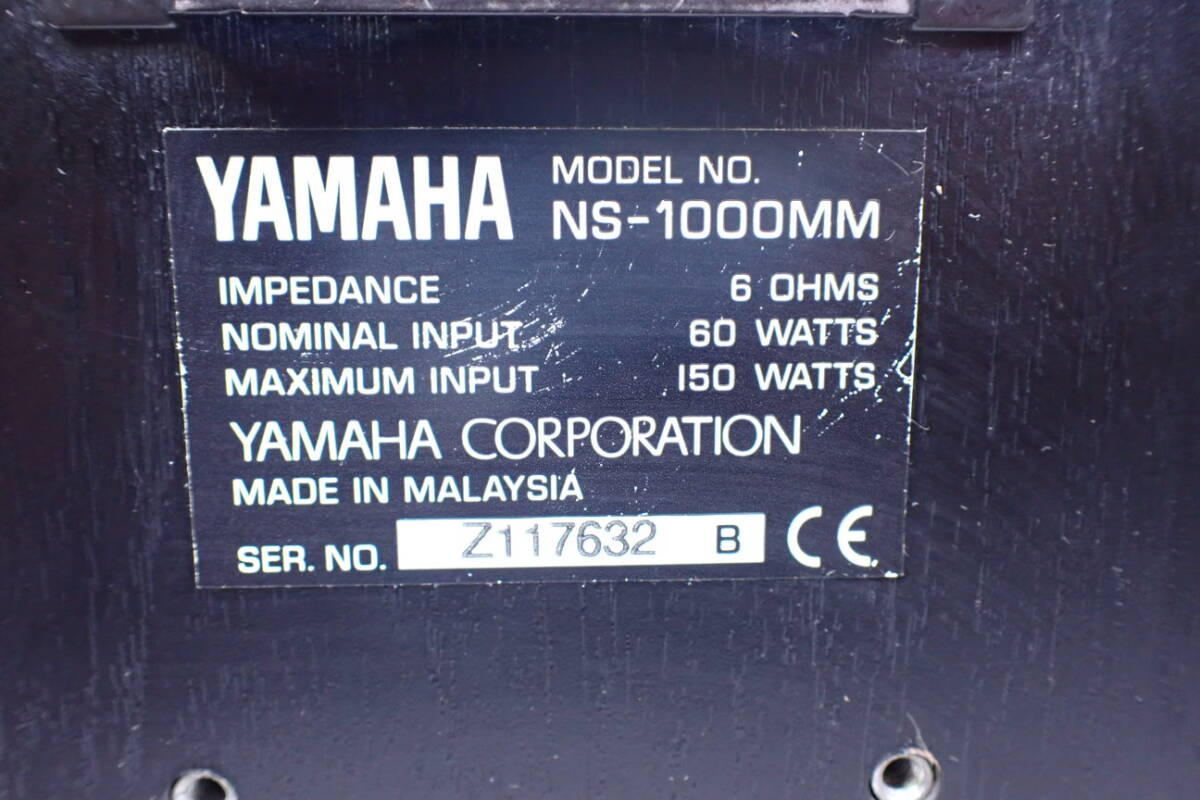 YAMAHA MODEL NO.
NS-1000MM
IMPEDANCE 6 OHMS
NOMINAL INPUT 60 WATTS
MAXIMUM INPUT 150 WATTS
YAMAHA CORPORATION
MADE IN MALAYSIA
SER. NO. Z117632 B CE